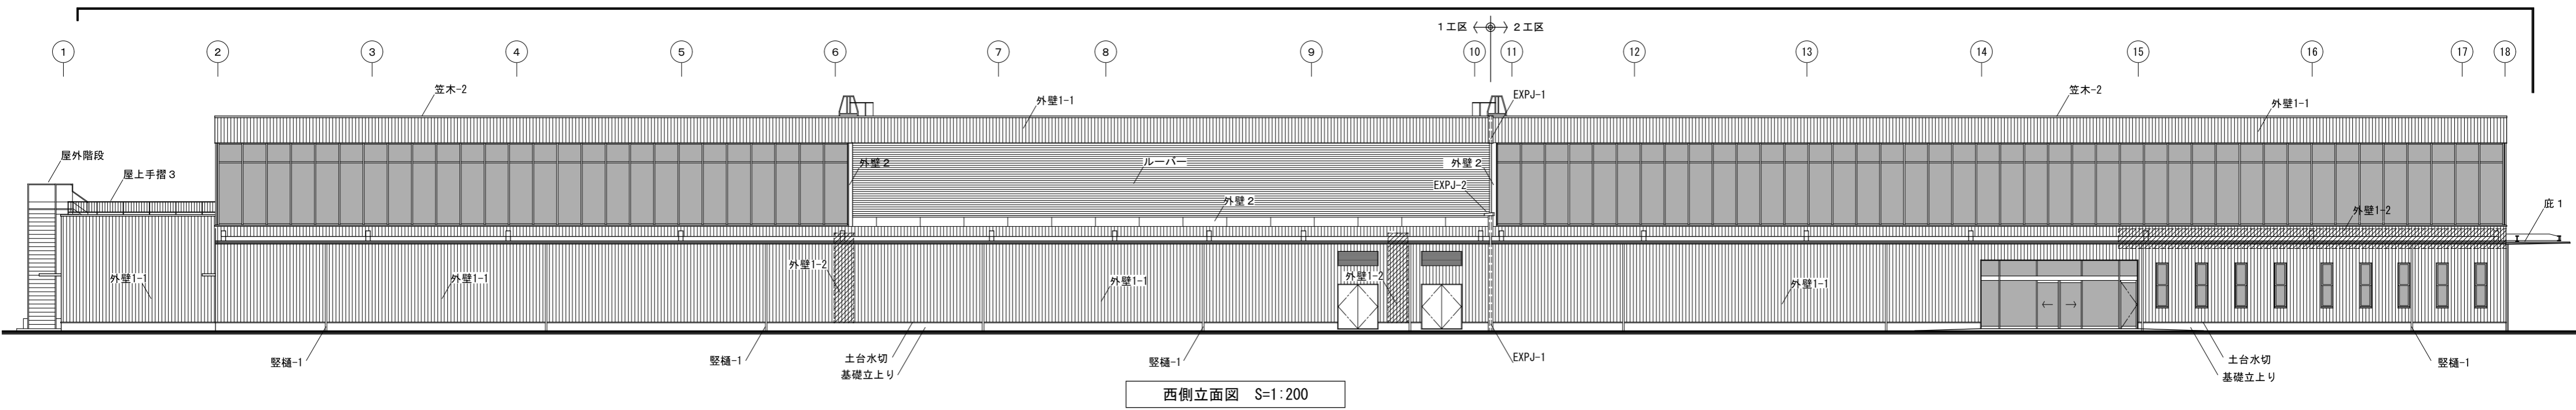 1工区 2工区
1 2 3 4 5 6 7 8 9 10 11 12 13 14 15 16 17 18
笠木-2
外壁1-1
EXPJ-1
笠木-2
外壁1-1
屋外階段
屋上手摺3
外壁2
ルーバー
外壁2
EXPJ-2
外壁2
外壁1-2
庇1
外壁1-1
外壁1-1
外壁1-2
外壁1-1
外壁1-2
外壁1-1
竪樋-1
竪樋-1
土台水切
基礎立上り
竪樋-1
EXPJ-1
土台水切
基礎立上り
竪樋-1
西側立面図 S=1:200